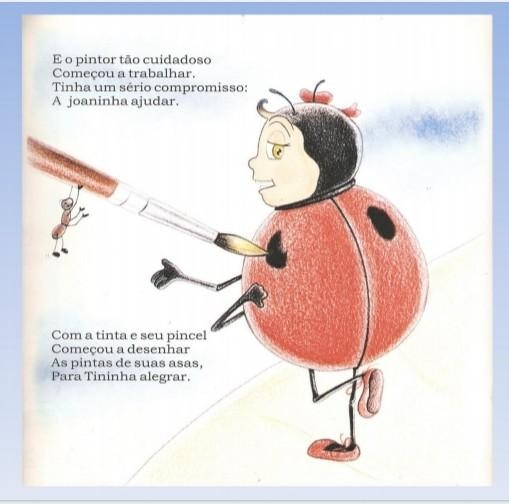 E o pintor tão cuidadoso
Começou a trabalhar.
Tinha um sério compromisso:
A joaninha ajudar.
Com a tinta e seu pincel
Começou a desenhar
As pintas de suas asas,
Para Tininha alegrar.